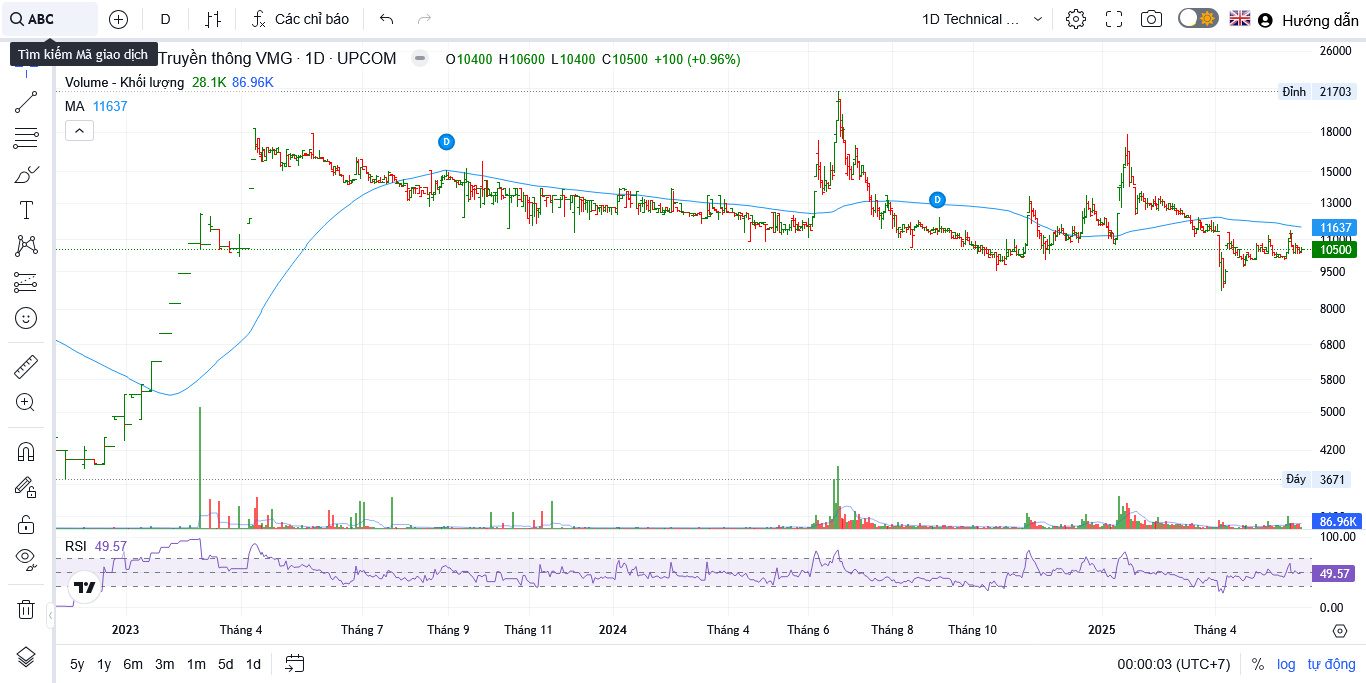 ABC D Các chỉ báo 1D Technical ... Hướng dẫn
Tìm kiếm Mã giao dịch
Truyền thông VMG · 1D · UPCOM O10400 H10600 L10400 C10500 +100 (+0.96%)
Volume - Khối lượng 28.1K 86.96K
MA 11637
D
D
26000
Đỉnh 21703
18000
15000
13000
11637
11000
10500
9500
8000
6800
5800
5000
4200
Đáy 3671
86.96K
RSI 49.57
100.00
49.57
0.00
2023 Tháng 4 Tháng 7 Tháng 9 Tháng 11 2024 Tháng 4 Tháng 6 Tháng 8 Tháng 10 2025 Tháng 4
5y 1y 6m 3m 1m 5d 1d 00:00:03 (UTC+7) % log tự động